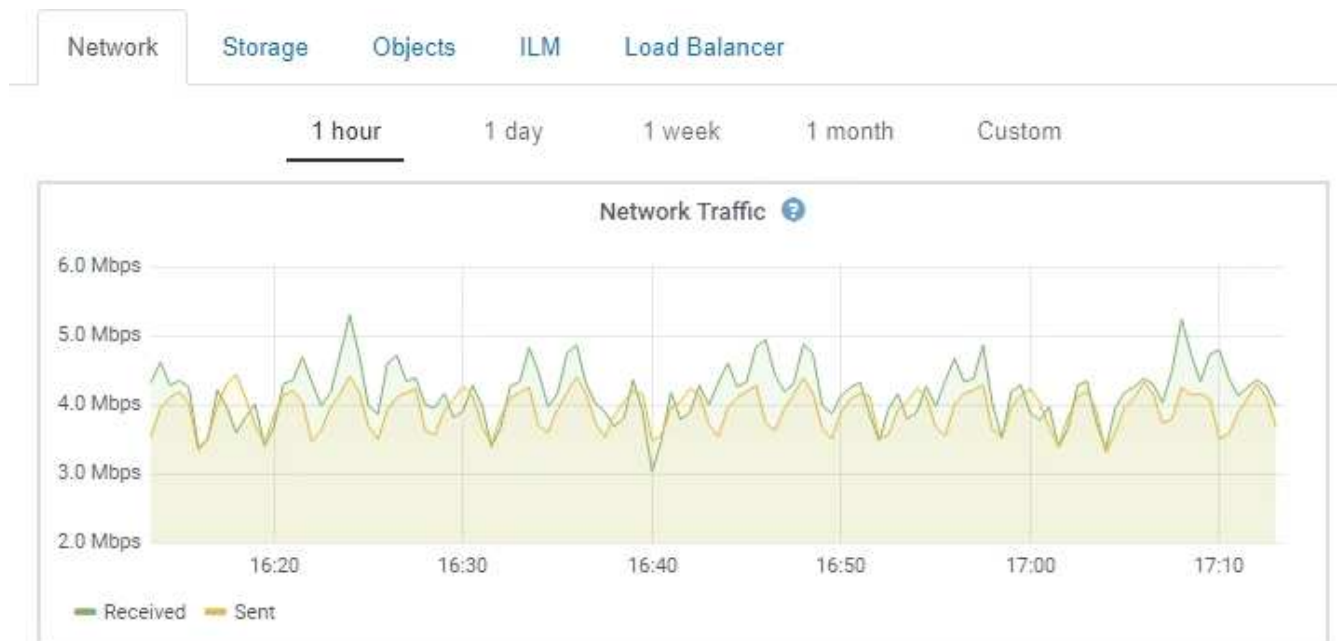 Network Storage Objects ILM Load Balancer
1 hour 1 day 1 week 1 month Custom
Network Traffic ?
6.0 Mbps
5.0 Mbps
4.0 Mbps
3.0 Mbps
2.0 Mbps
16:20 16:30 16:40 16:50 17:00 17:10
Received Sent